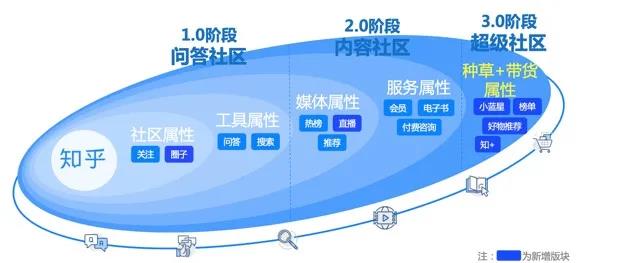 1.0阶段
问答社区
2.0阶段
内容社区
3.0阶段
超级社区
知乎
社区属性
关注 圈子
工具属性
问答 搜索
媒体属性
热榜 直播
推荐
服务属性
会员 电子书
付费咨询
种草+带货
属性
小蓝星 榜单
好物推荐
知+
Q A
注： 为新增版块